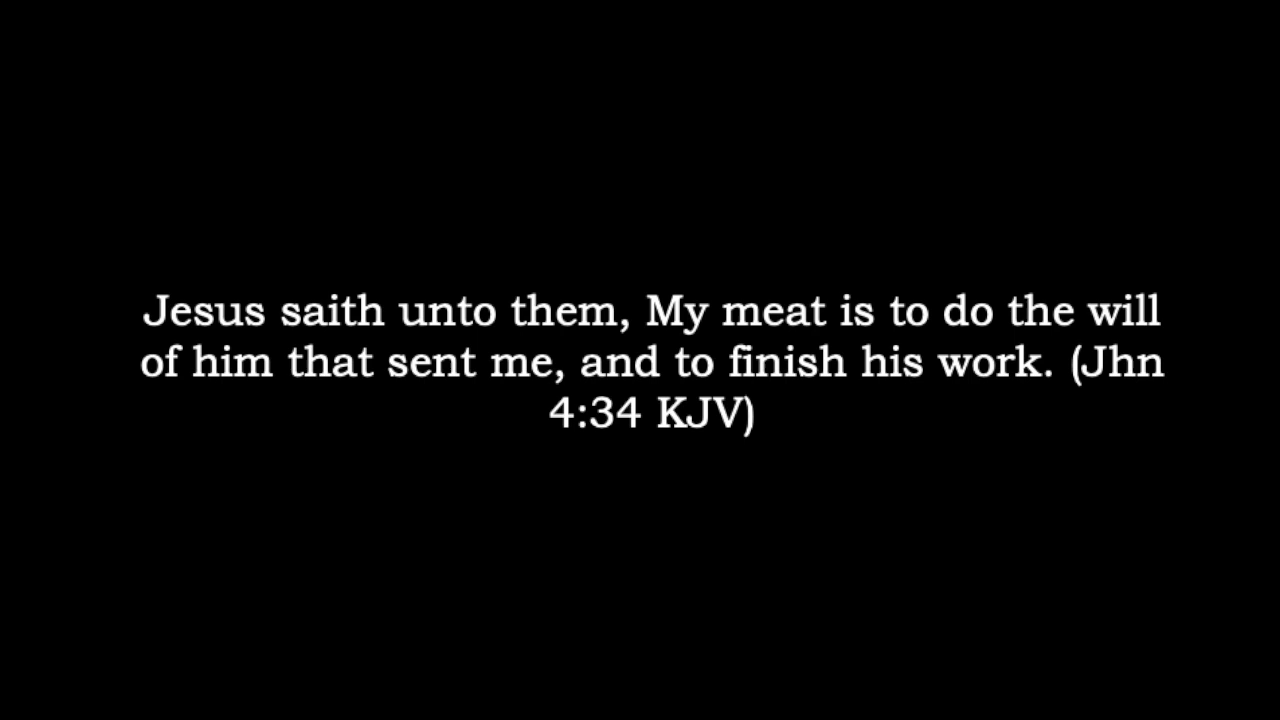 Jesus saith unto them, My meat is to do the will
of him that sent me, and to finish his work. (Jhn
4:34 KJV)